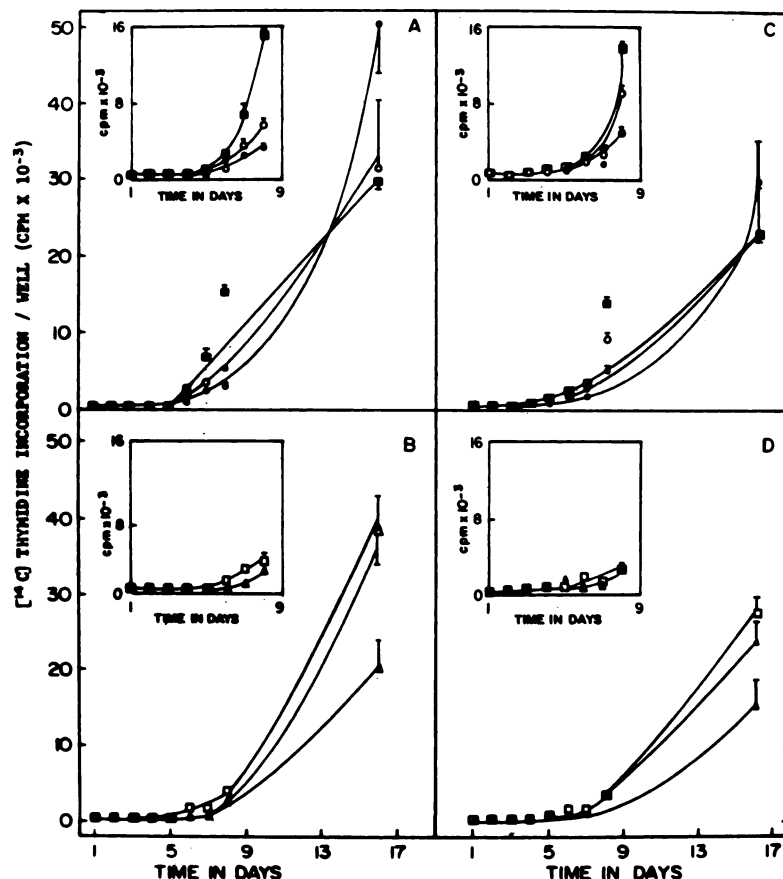 [¹⁴C] THYMIDINE INCORPORATION / WELL (CPM X 10⁻³)
A
50
40
30
20
10
0
cpm x 10⁻³
16
8
0
1
9
TIME IN DAYS
C
cpm x 10⁻³
16
8
0
1
9
TIME IN DAYS
B
50
40
30
20
10
0
cpm x 10⁻³
16
8
0
1
9
TIME IN DAYS
D
cpm x 10⁻³
16
8
0
1
9
TIME IN DAYS
1 5 9 13 17
TIME IN DAYS
1 5 9 13 17
TIME IN DAYS